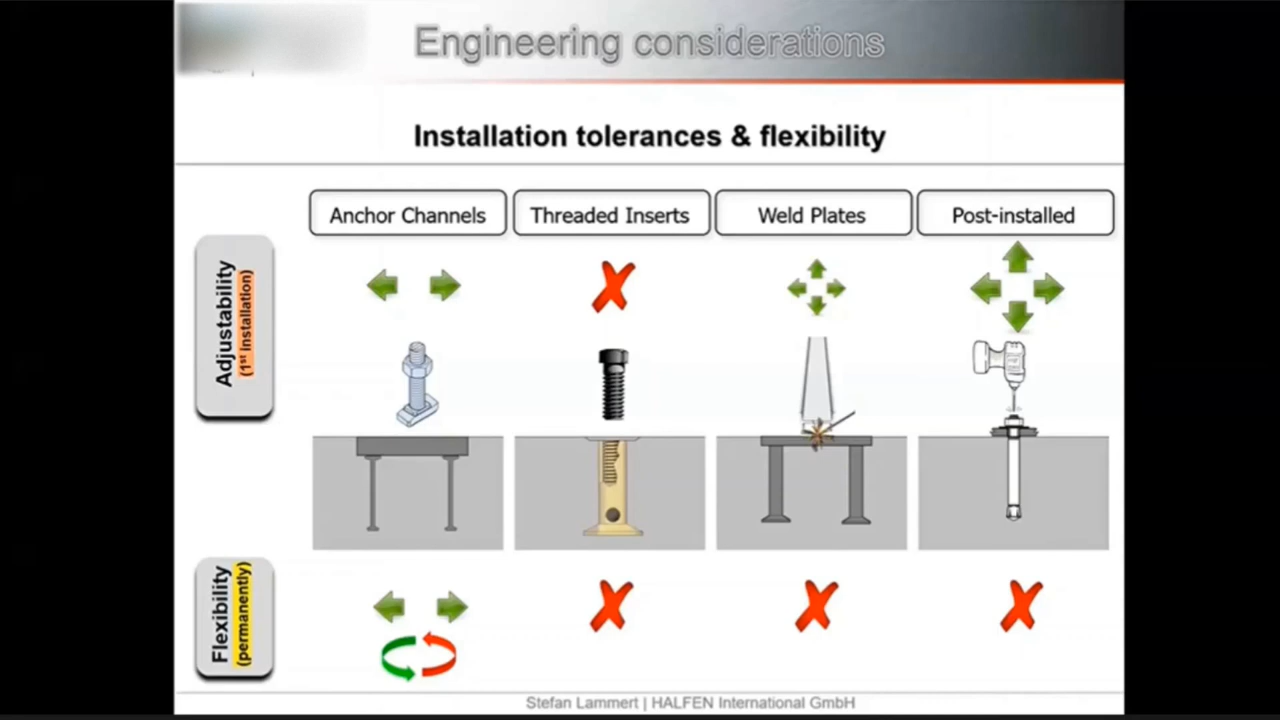 Engineering considerations
Installation tolerances & flexibility
Anchor Channels
Threaded Inserts
Weld Plates
Post-installed
Adjustability
(1st installation)
Flexibility
(permanently)
Stefan Lammert | HALFEN International GmbH